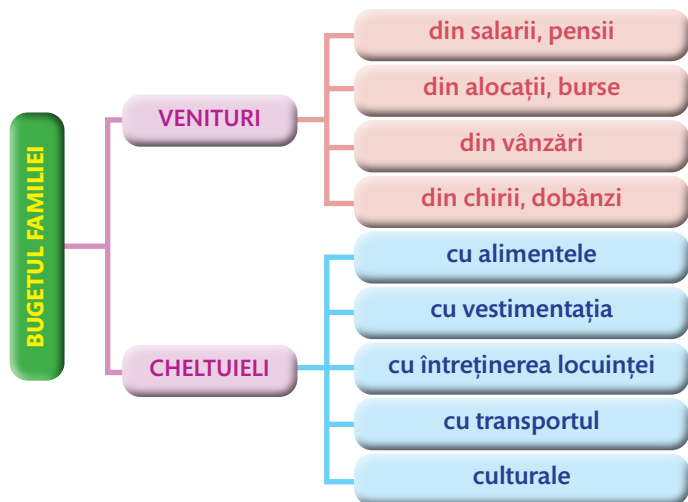 BUGETUL FAMILIEI
VENITURI
din salarii, pensii
din alocații, burse
din vânzări
din chirii, dobânzi
CHELTUIELI
cu alimentele
cu vestimentația
cu întreținerea locuinței
cu transportul
culturale